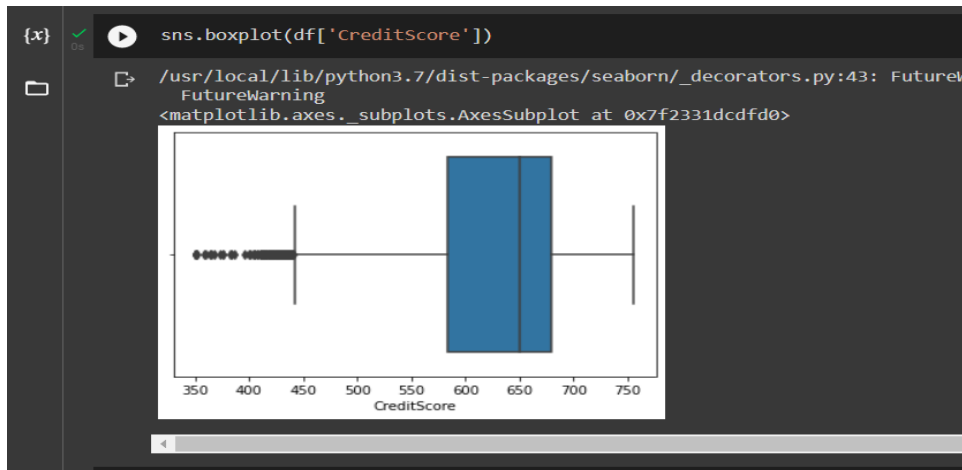 {x}
0s
sns.boxplot(df['CreditScore'])
/usr/local/lib/python3.7/dist-packages/seaborn/_decorators.py:43: Future
FutureWarning
<matplotlib.axes._subplots.AxesSubplot at 0x7f2331dcdfd0>
350 400 450 500 550 600 650 700 750
CreditScore